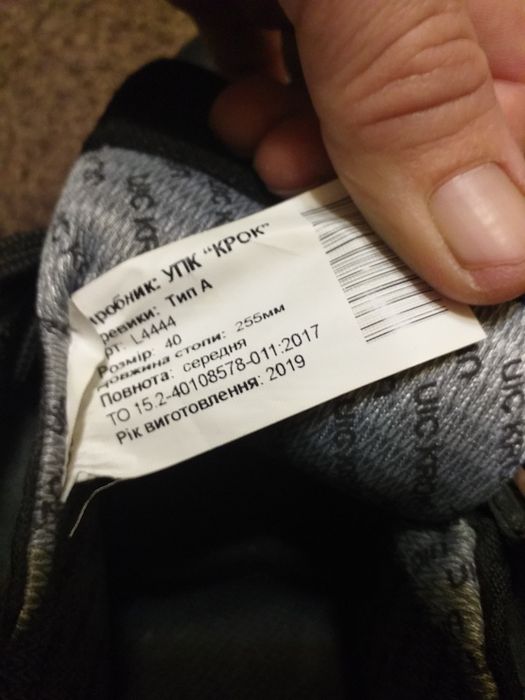 робник: УПК "КРОК"
ревики: Тип А
рт: L4444
Розмір: 40
Довжина стопи: 255мм
Повнота: середня
ТО 15.2-40108578-011:2017
Рік виготовлення: 2019